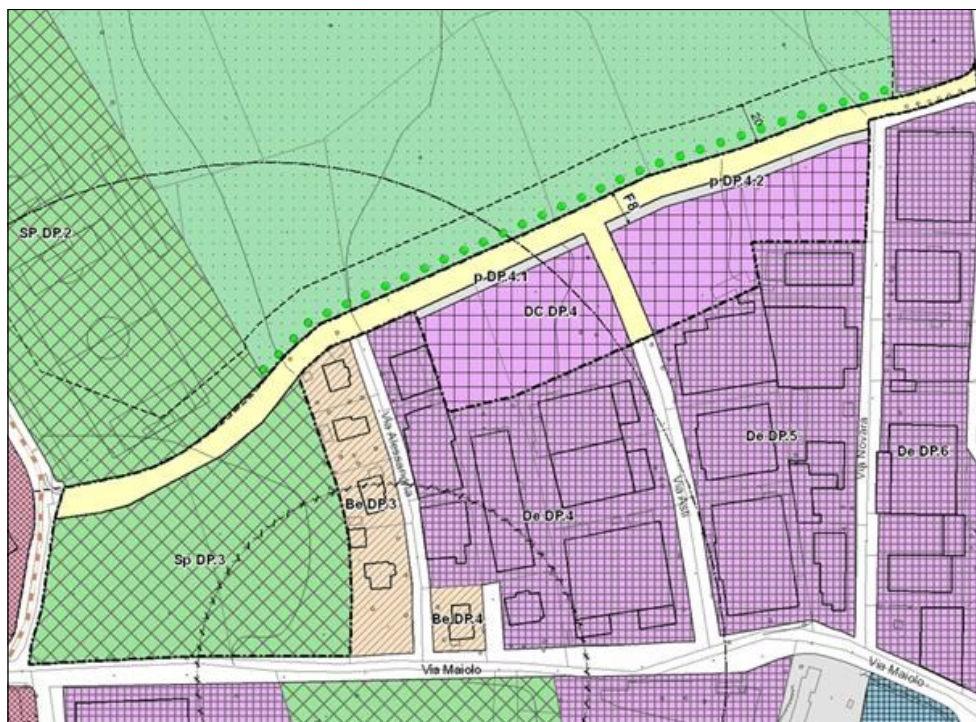 20
p DP.4.2
F8
SP. DP.2
p DP.4.1
DC DP.4
Via Alessandria
De DP.5
Via Novara
De DP.6
Be DP.3
Via Asti
De DP.4
Sp DP.3
Be DP.4
Via Maiolo
Via Maiolo